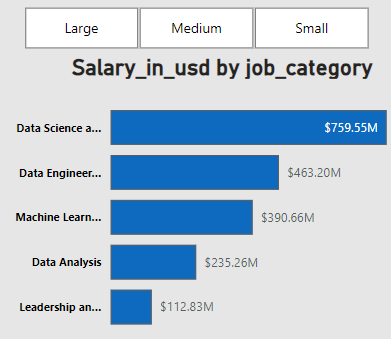 Large Medium Small
Salary_in_usd by job_category
Data Science a... $759.55M
Data Engineer... $463.20M
Machine Learn... $390.66M
Data Analysis $235.26M
Leadership an... $112.83M